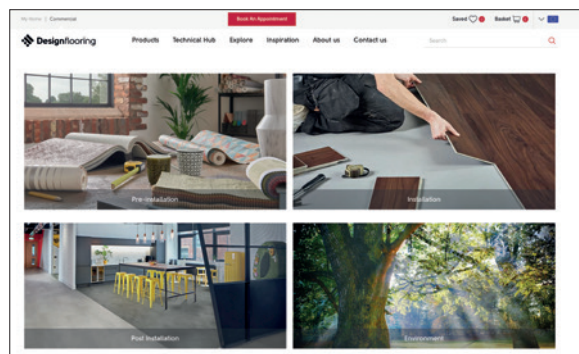 My Home | Commercial
Book An Appointment
Saved
Basket
Designflooring
Products Technical Hub Explore Inspiration About us Contact us
Search
Pre-installation
Installation
Post Installation
Environment